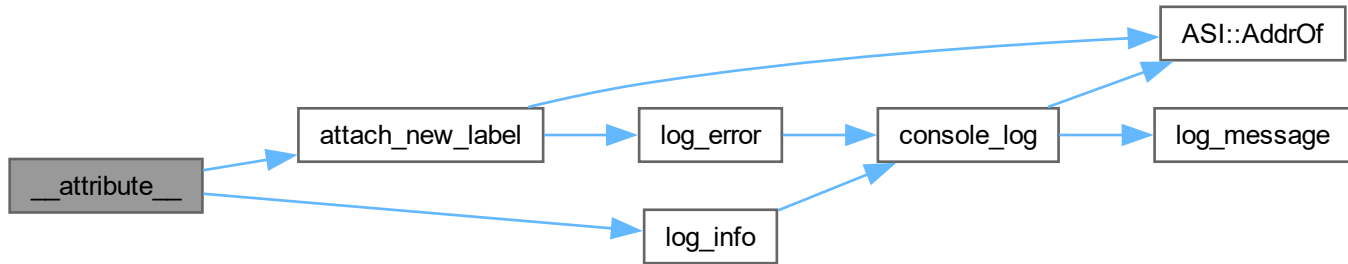 __attribute__
attach_new_label
log_info
log_error
console_log
ASI::AddrOf
log_message